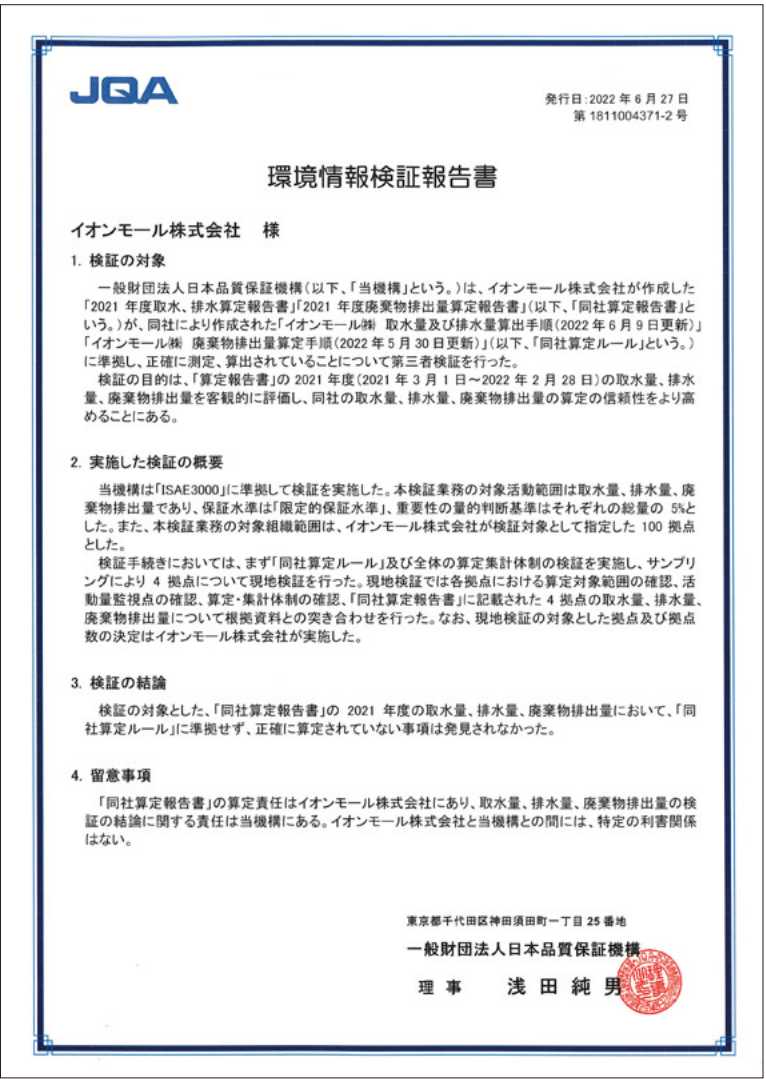 JQA
発行日:2022 年 6 月 27 日
第 1811004371-2 号
環境情報検証報告書
イオンモール株式会社 様
1. 検証の対象
一般財団法人日本品質保証機構(以下、「当機構」という。)は、イオンモール株式会社が作成した
「2021 年度取水、排水算定報告書」「2021 年度廃棄物排出量算定報告書」(以下、「同社算定報告書」と
いう。)が、同社により作成された「イオンモール㈱ 取水量及び排水量算出手順(2022 年 6 月 9 日更新)」
「イオンモール㈱ 廃棄物排出量算定手順(2022 年 5 月 30 日更新)」(以下、「同社算定ルール」という。)
に準拠し、正確に測定、算出されていることについて第三者検証を行った。
検証の目的は、「算定報告書」の 2021 年度(2021 年 3 月 1 日~2022 年 2 月 28 日)の取水量、排水
量、廃棄物排出量を客観的に評価し、同社の取水量、排水量、廃棄物排出量の算定の信頼性をより高
めることにある。
2. 実施した検証の概要
当機構は「ISAE3000」に準拠して検証を実施した。本検証業務の対象活動範囲は取水量、排水量、廃
棄物排出量であり、保証水準は「限定的保証水準」、重要性の量的判断基準はそれぞれの総量の 5%と
した。また、本検証業務の対象組織範囲は、イオンモール株式会社が検証対象として指定した 100 拠点
とした。
検証手続きにおいては、まず「同社算定ルール」及び全体の算定集計体制の検証を実施し、サンプリ
ングにより 4 拠点について現地検証を行った。現地検証では各拠点における算定対象範囲の確認、活
動量監視点の確認、算定・集計体制の確認、「同社算定報告書」に記載された 4 拠点の取水量、排水量、
廃棄物排出量について根拠資料との突き合わせを行った。なお、現地検証の対象とした拠点及び拠点
数の決定はイオンモール株式会社が実施した。
3. 検証の結論
検証の対象とした、「同社算定報告書」の 2021 年度の取水量、排水量、廃棄物排出量において、「同
社算定ルール」に準拠せず、正確に算定されていない事項は発見されなかった。
4. 留意事項
「同社算定報告書」の算定責任はイオンモール株式会社にあり、取水量、排水量、廃棄物排出量の検
証の結論に関する責任は当機構にある。イオンモール株式会社と当機構との間には、特定の利害関係
はない。
東京都千代田区神田須田町一丁目 25 番地
一般財団法人日本品質保証機構
理 事 浅 田 純 男